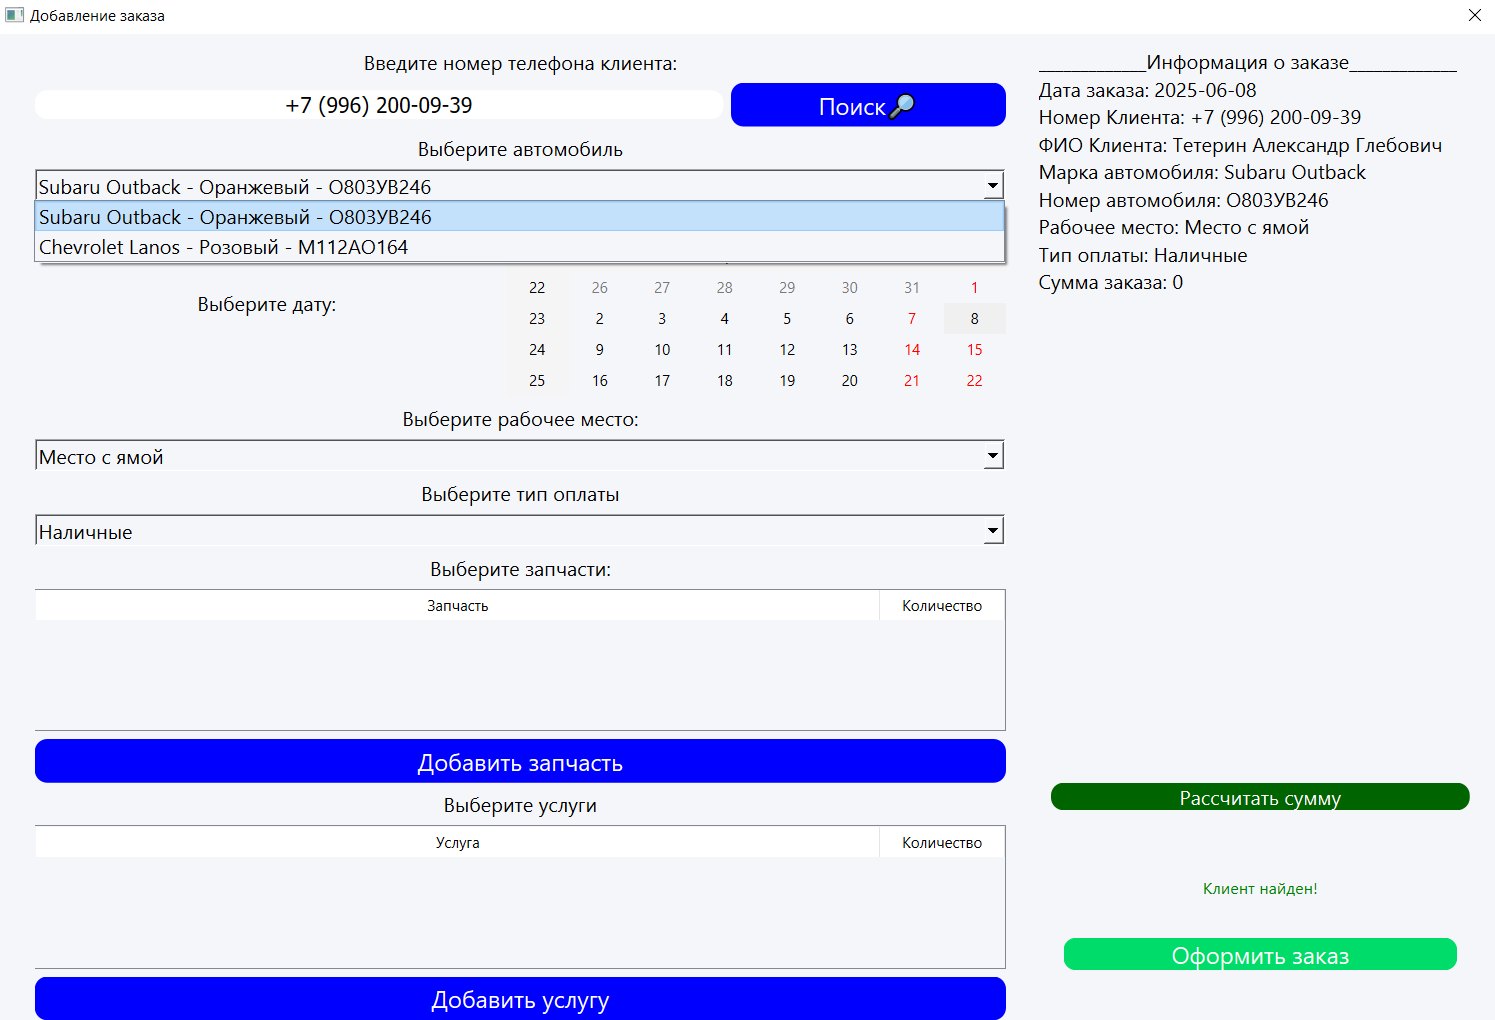 Добавление заказа
Введите номер телефона клиента:
+7 (996) 200-09-39
Поиск
Выберите автомобиль
Subaru Outback - Оранжевый - О803УВ246
Subaru Outback - Оранжевый - О803УВ246
Chevrolet Lanos - Розовый - М112АО164
Выберите дату:
22 26 27 28 29 30 31 1
23 2 3 4 5 6 7 8
24 9 10 11 12 13 14 15
25 16 17 18 19 20 21 22
Выберите рабочее место:
Место с ямой
Выберите тип оплаты
Наличные
Выберите запчасти:
Запчасть Количество
Добавить запчасть
Выберите услуги
Услуга Количество
Добавить услугу
____________Информация о заказе____________
Дата заказа: 2025-06-08
Номер Клиента: +7 (996) 200-09-39
ФИО Клиента: Тетерин Александр Глебович
Марка автомобиля: Subaru Outback
Номер автомобиля: О803УВ246
Рабочее место: Место с ямой
Тип оплаты: Наличные
Сумма заказа: 0
Рассчитать сумму
Клиент найден!
Оформить заказ